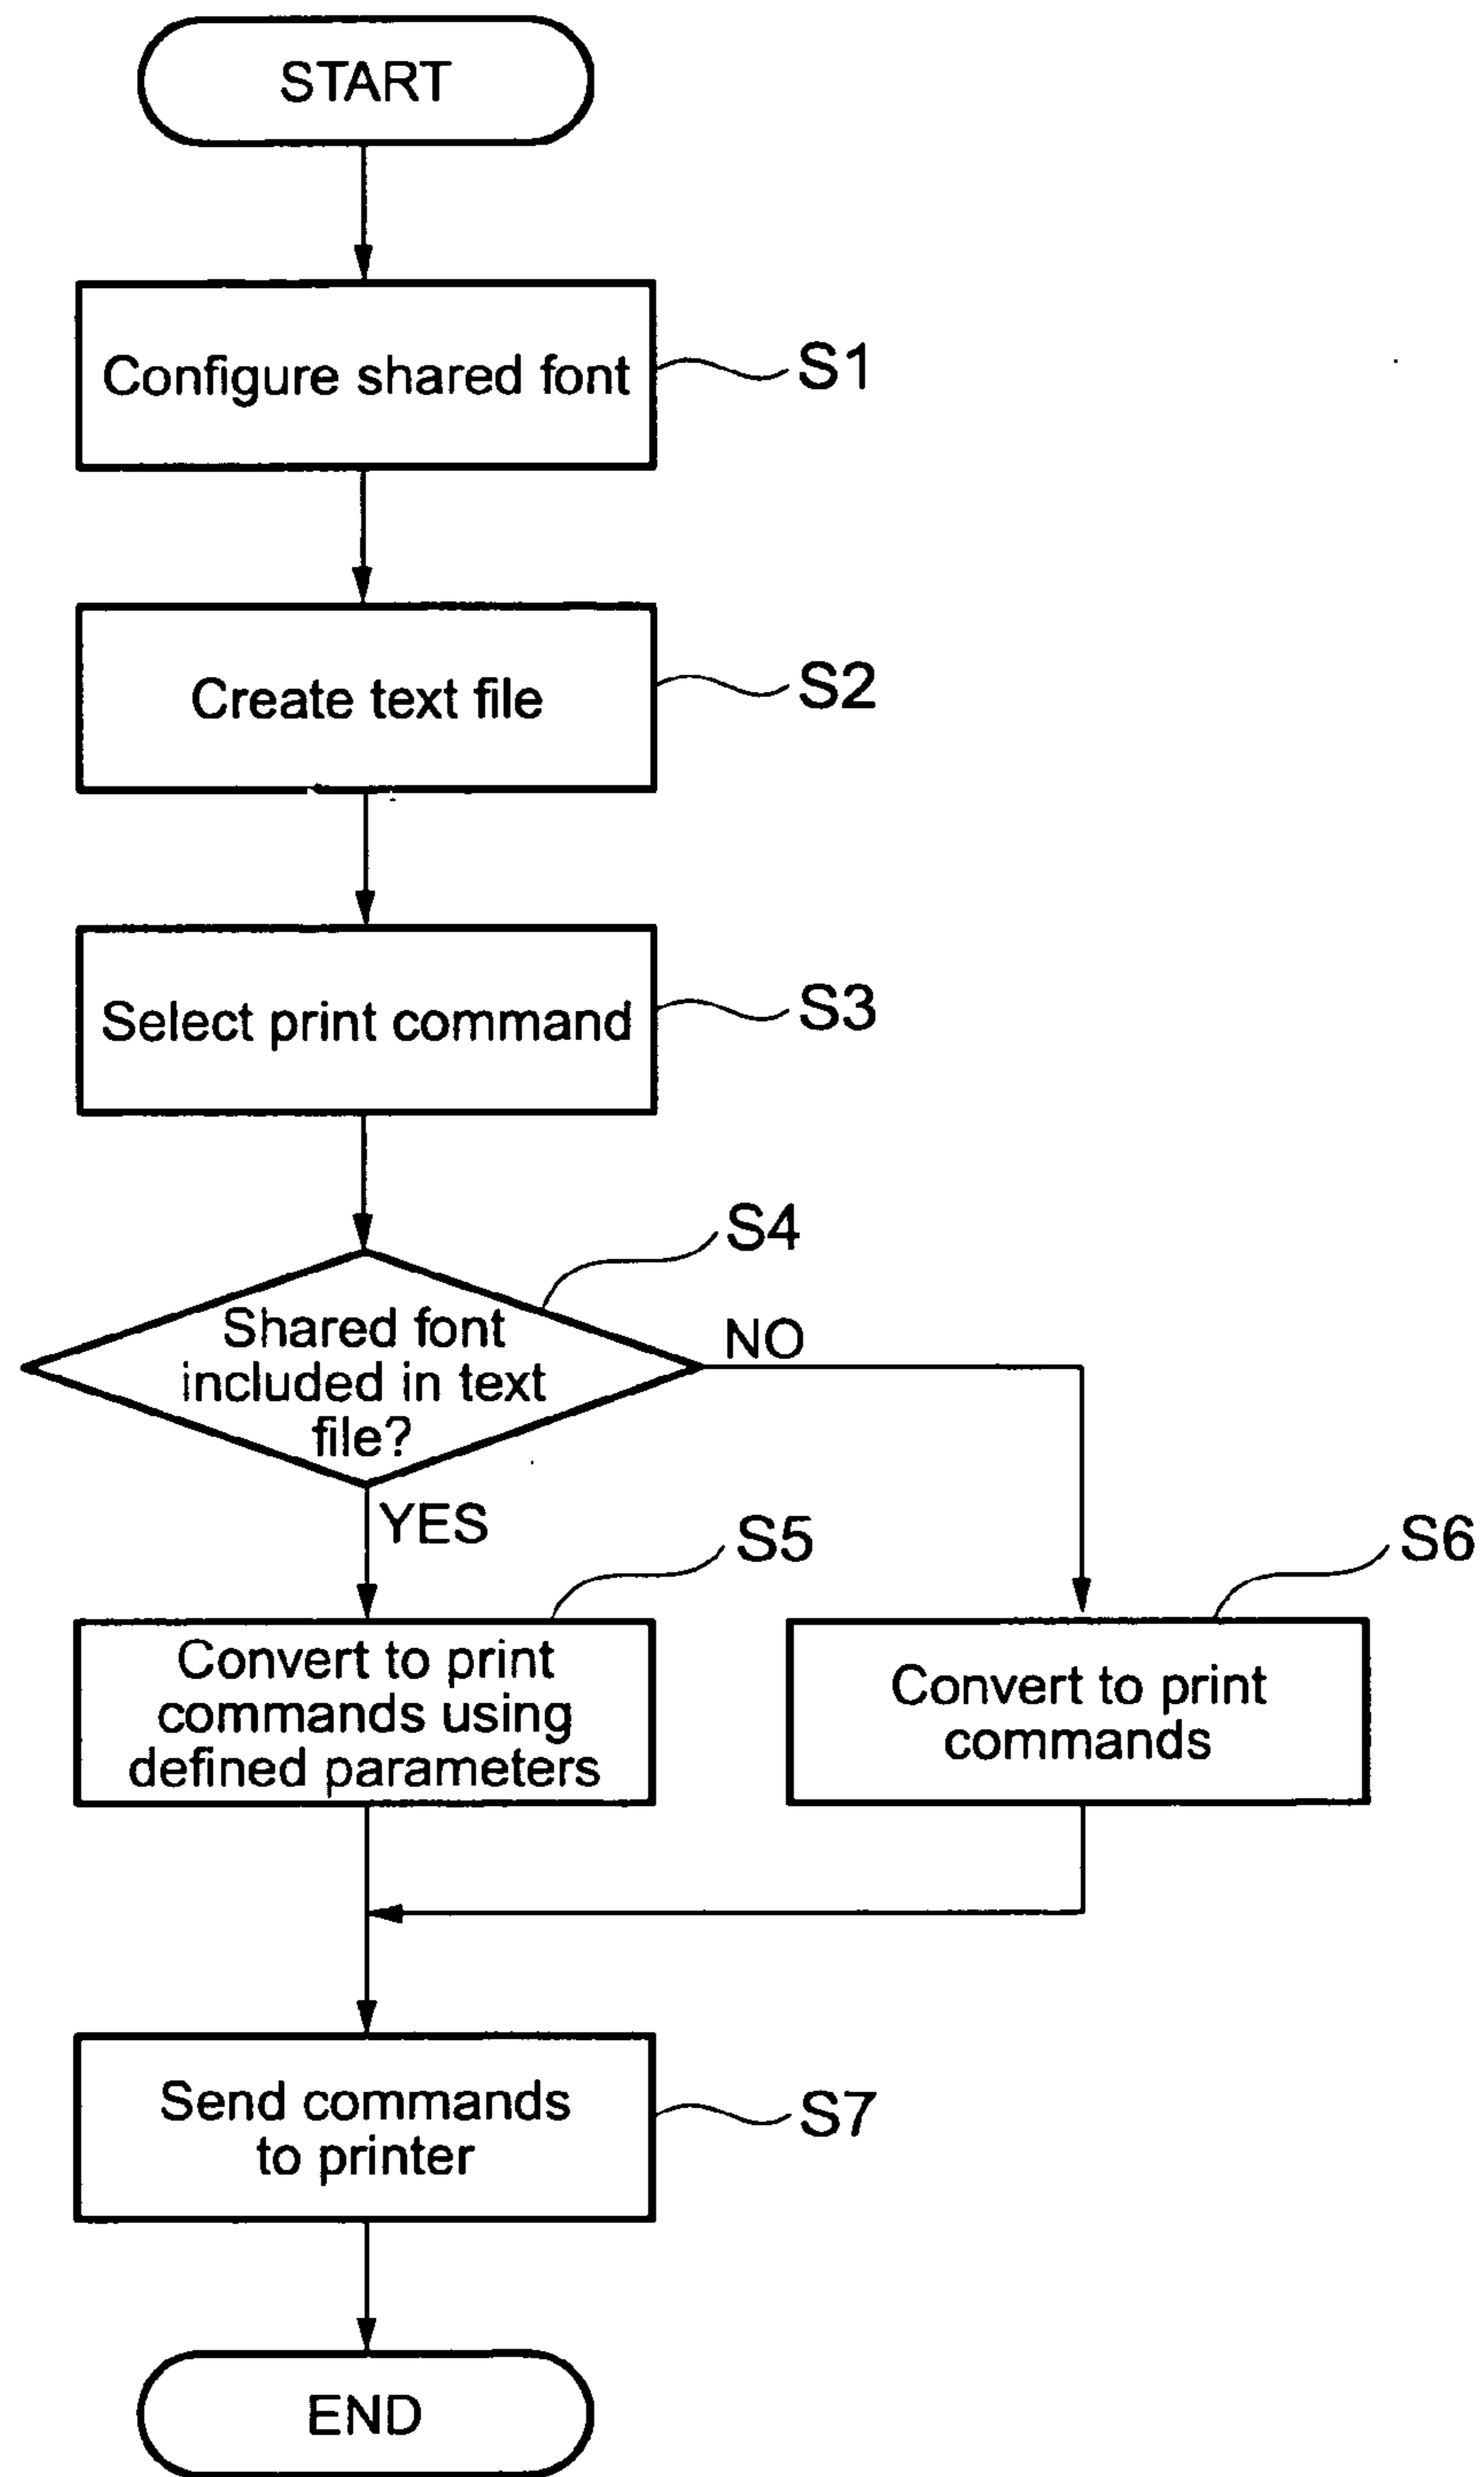 START
Configure shared font
S1
Create text file
S2
Select print command
S3
S4
Shared font
included in text
file?
NO
YES
S5
S6
Convert to print
commands using
defined parameters
Convert to print
commands
Send commands
to printer
S7
END